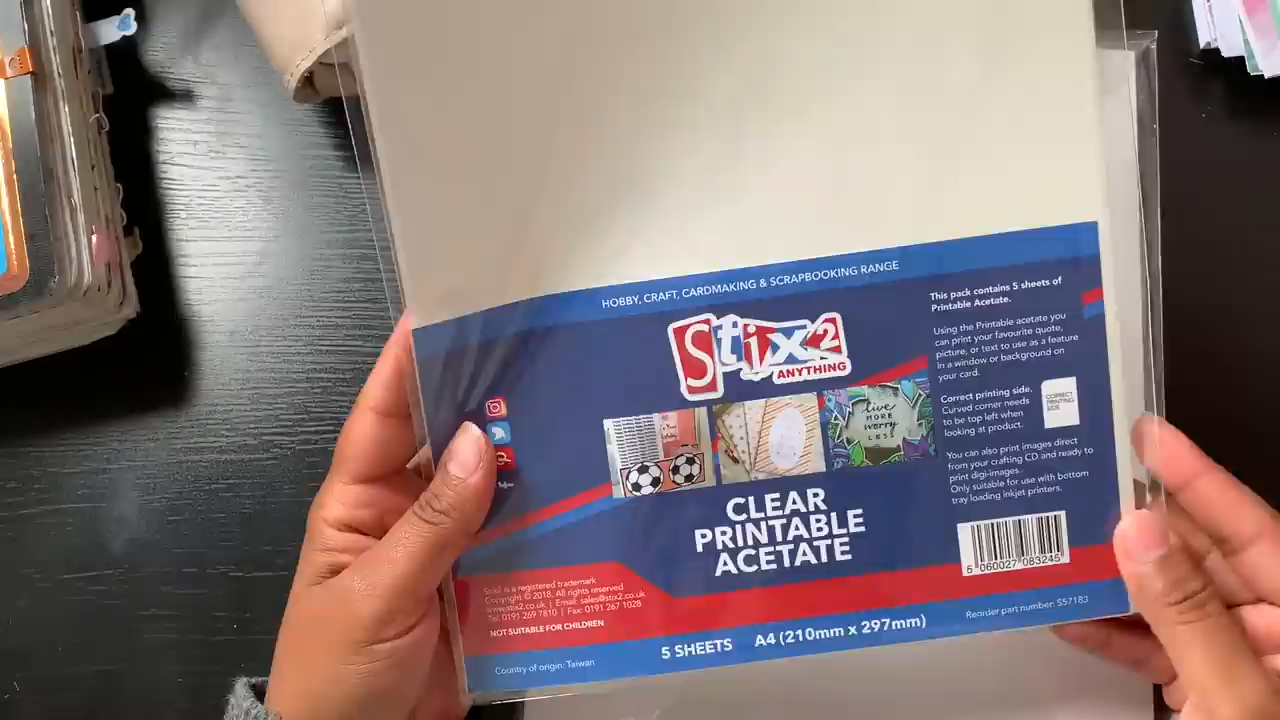 HOBBY, CRAFT, CARDMAKING & SCRAPBOOKING RANGE
Stix2
ANYTHING
live
MORE
worry
LESS
CLEAR
PRINTABLE
ACETATE
This pack contains 5 sheets of
Printable Acetate.
Using the Printable acetate you
can print your favourite quote,
picture, or text to use as a feature
in a window or background on
your card.
Correct printing side.
Curved corner needs
to be top left when
looking at product.
CORRECT
PRINTING
SIDE
You can also print images direct
from your crafting CD and ready to
print digi-images.
Only suitable for use with bottom
tray loading inkjet printers.
5 060027 083245
Stix2 is a registered trademark
Copyright © 2018. All rights reserved
www.stix2.co.uk | Email: sales@stix2.co.uk
Tel: 0191 269 7810 | Fax: 0191 267 1028
NOT SUITABLE FOR CHILDREN
Country of origin: Taiwan
5 SHEETS A4 (210mm x 297mm)
Reorder part number: S57183